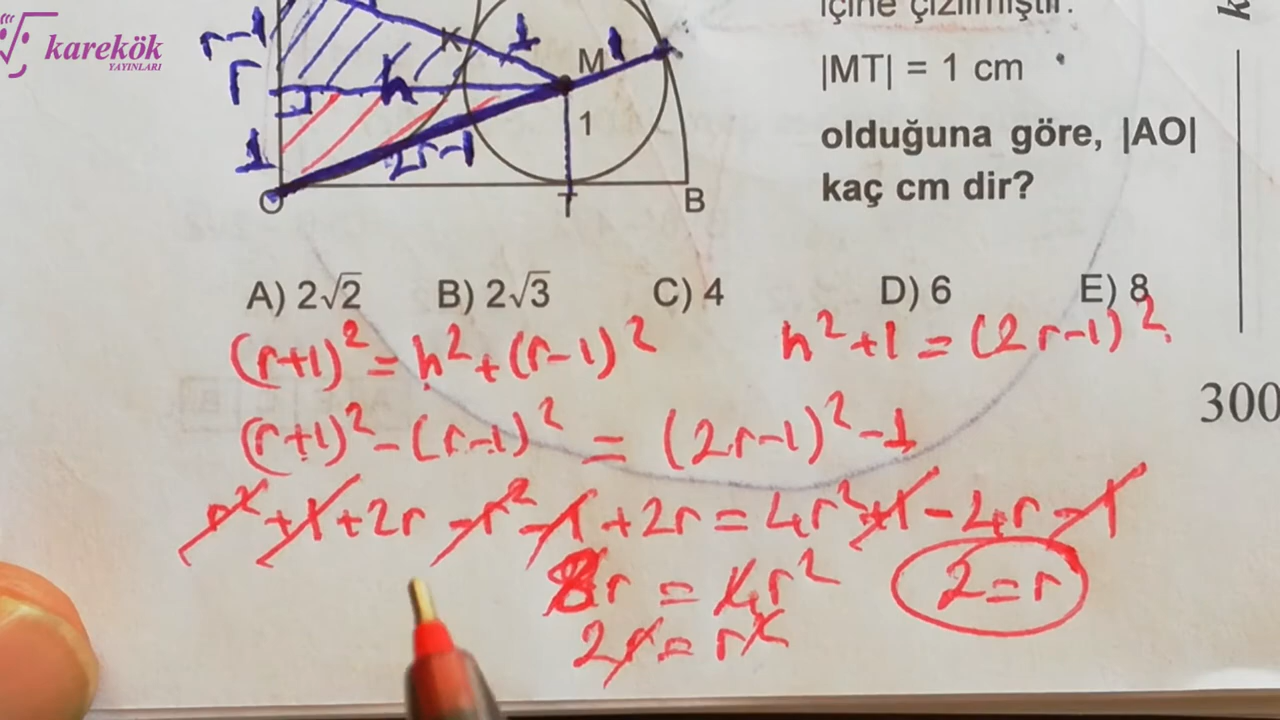 karekök
YAYINLARI
içine çizilmiştir.
r-1
r
h
K
1
M
1
|MT| = 1 cm
1
1
2r-1
olduğuna göre, |AO|
kaç cm dir?
O
T
B
A) 2√2 B) 2√3 C) 4 D) 6 E) 8
(r+1)² = h² + (r-1)² h² + 1 = (2r-1)²
(r+1)² - (r-1)² = (2r-1)² - 1
300
r² + 1 + 2r - r² - 1 + 2r = 4r² + 1 - 4r - 1
8r = 4r² 2 = r
2r = r²